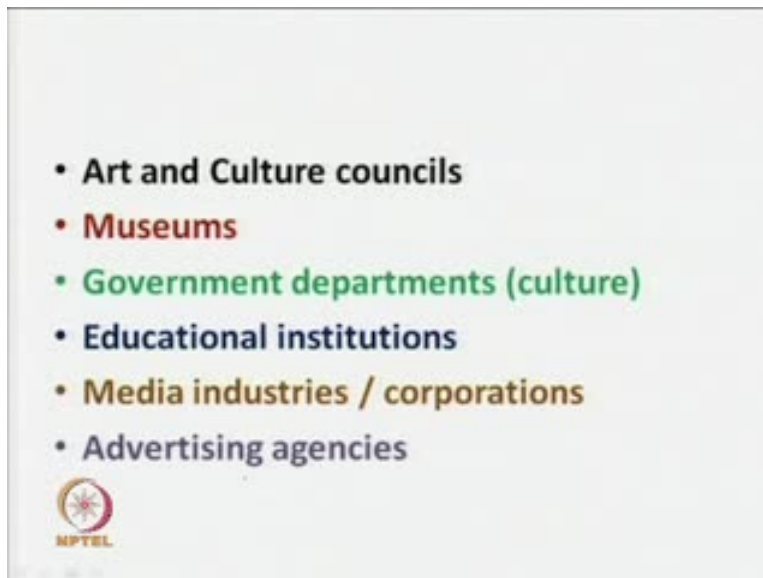 • Art and Culture councils
• Museums
• Government departments (culture)
• Educational institutions
• Media industries / corporations
• Advertising agencies
NPTEL